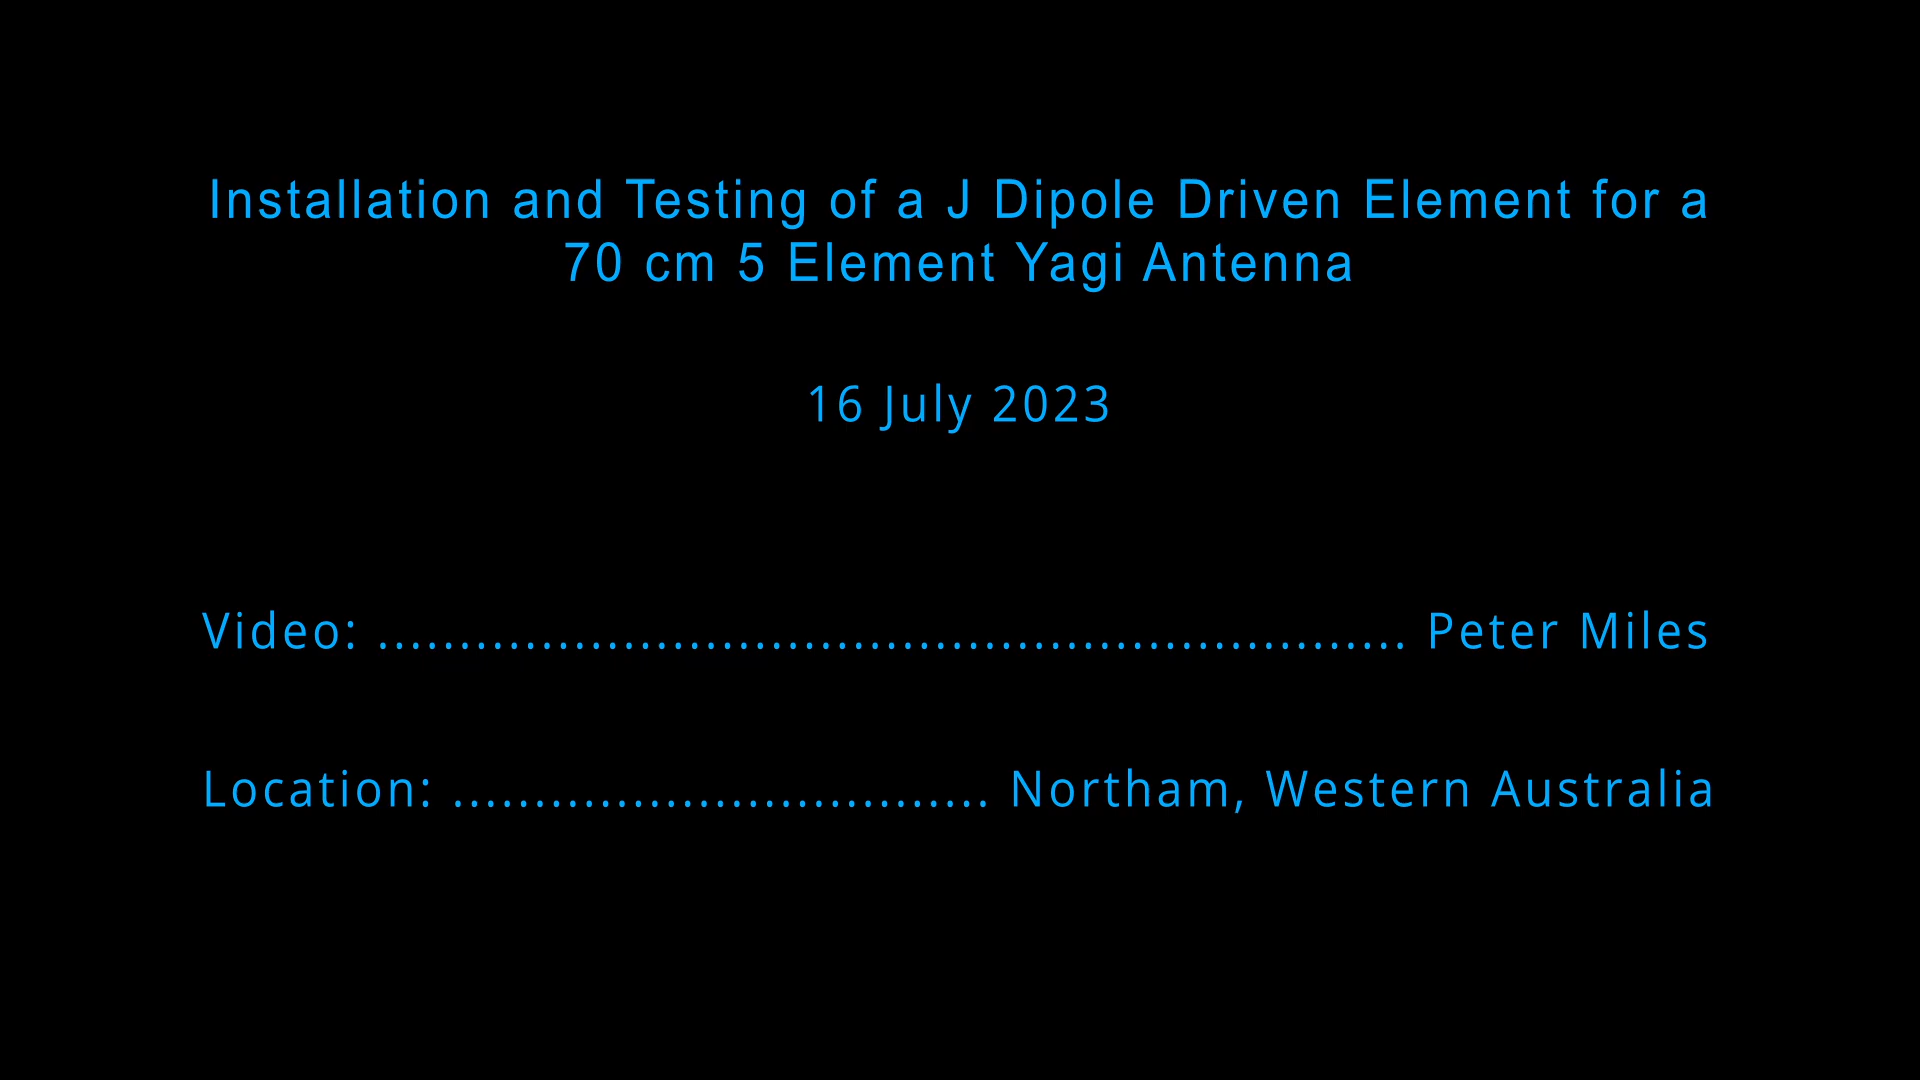 Installation and Testing of a J Dipole Driven Element for a
70 cm 5 Element Yagi Antenna
16 July 2023
Video: ............................................................... Peter Miles
Location: ................................. Northam, Western Australia